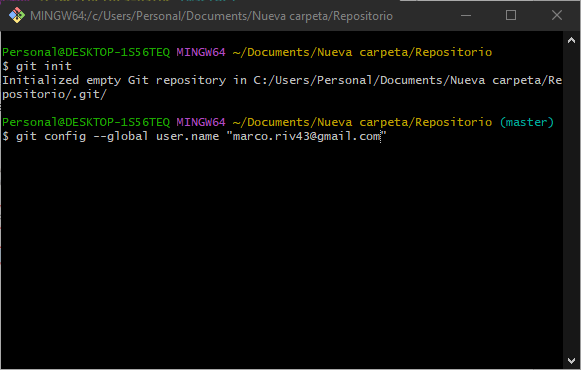 MINGW64:/c/Users/Personal/Documents/Nueva carpeta/Repositorio
Personal@DESKTOP-1S56TEQ MINGW64 ~/Documents/Nueva carpeta/Repositorio
$ git init
Initialized empty Git repository in C:/Users/Personal/Documents/Nueva carpeta/Re
positorio/.git/
Personal@DESKTOP-1S56TEQ MINGW64 ~/Documents/Nueva carpeta/Repositorio (master)
$ git config --global user.name "marco.riv43@gmail.com"